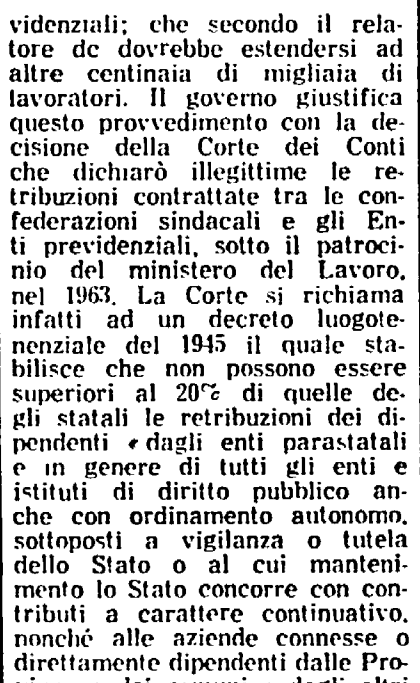 videnziali; che secondo il rela-
tore dc dovrebbe estendersi ad
altre centinaia di migliaia di
lavoratori. Il governo giustifica
questo provvedimento con la de-
cisione della Corte dei Conti
che dichiarò illegittime le re-
tribuzioni contrattate tra le con-
federazioni sindacali e gli En-
ti previdenziali, sotto il patroci-
nio del ministero del Lavoro,
nel 1963. La Corte si richiama
infatti ad un decreto luogote-
nenziale del 1945 il quale sta-
bilisce che non possono essere
superiori al 20% di quelle de-
gli statali le retribuzioni dei di-
pendenti dagli enti parastatali
e in genere di tutti gli enti e
istituti di diritto pubblico an-
che con ordinamento autonomo,
sottoposti a vigilanza o tutela
dello Stato o al cui manteni-
mento lo Stato concorre con con-
tributi a carattere continuativo,
nonché alle aziende connesse o
direttamente dipendenti dalle Pro-